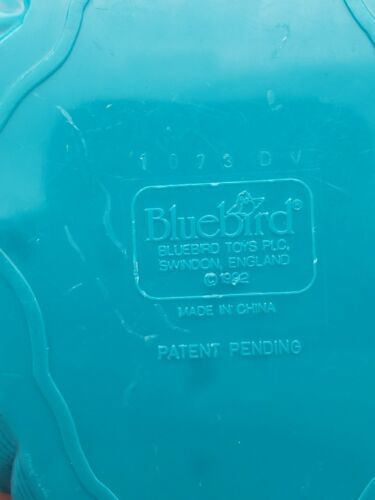 1073 DV
Bluebird®
BLUEBIRD TOYS PLC,
SWINDON, ENGLAND
© 1992
MADE IN CHINA
PATENT PENDING